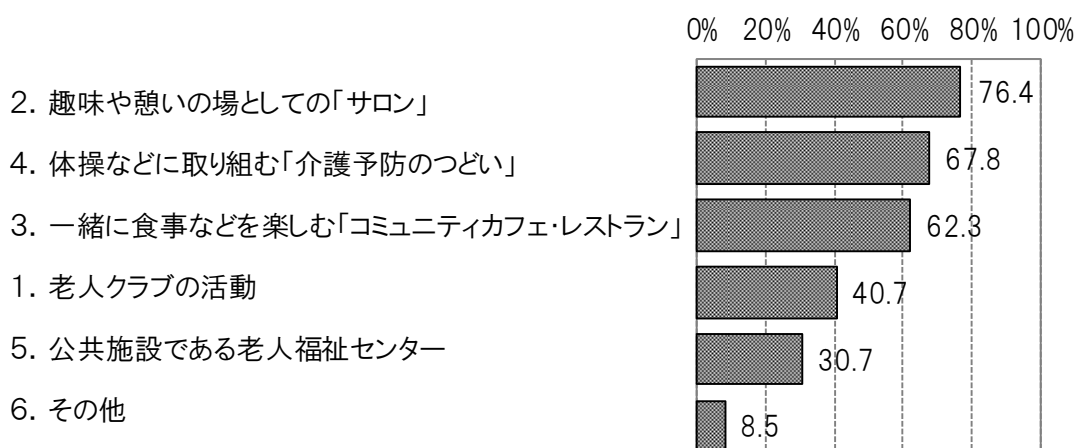 0% 20% 40% 60% 80% 100%
2. 趣味や憩いの場としての「サロン」 76.4
4. 体操などに取り組む「介護予防のつどい」 67.8
3. 一緒に食事などを楽しむ「コミュニティカフェ・レストラン」 62.3
1. 老人クラブの活動 40.7
5. 公共施設である老人福祉センター 30.7
6. その他 8.5